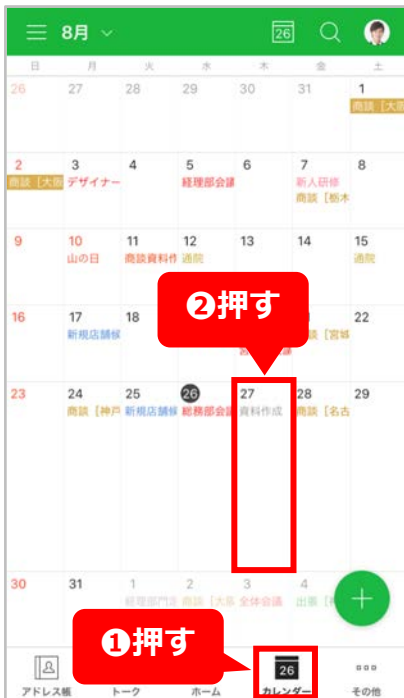 8月
26
日 月 火 水 木 金 土
26 27 28 29 30 31 1
商談［大阪
2 3 4 5 6 7 8
商談［大阪 デザイナー 経理部会議 新人研修
商談［栃木
9 10 11 12 13 14 15
山の日 商談資料作 通院 通院
❷押す
16 17 18 22
新規店舗候 ［宮城
23 24 25 26 27 28 29
商談［神戸 新規店舗候 総務部会議 資料作成 商談［名古
30 31 1 2 3 4
経理部門 商談［大阪 全体会議 出張
+
❶押す
26
アドレス帳 トーク ホーム カレンダー その他